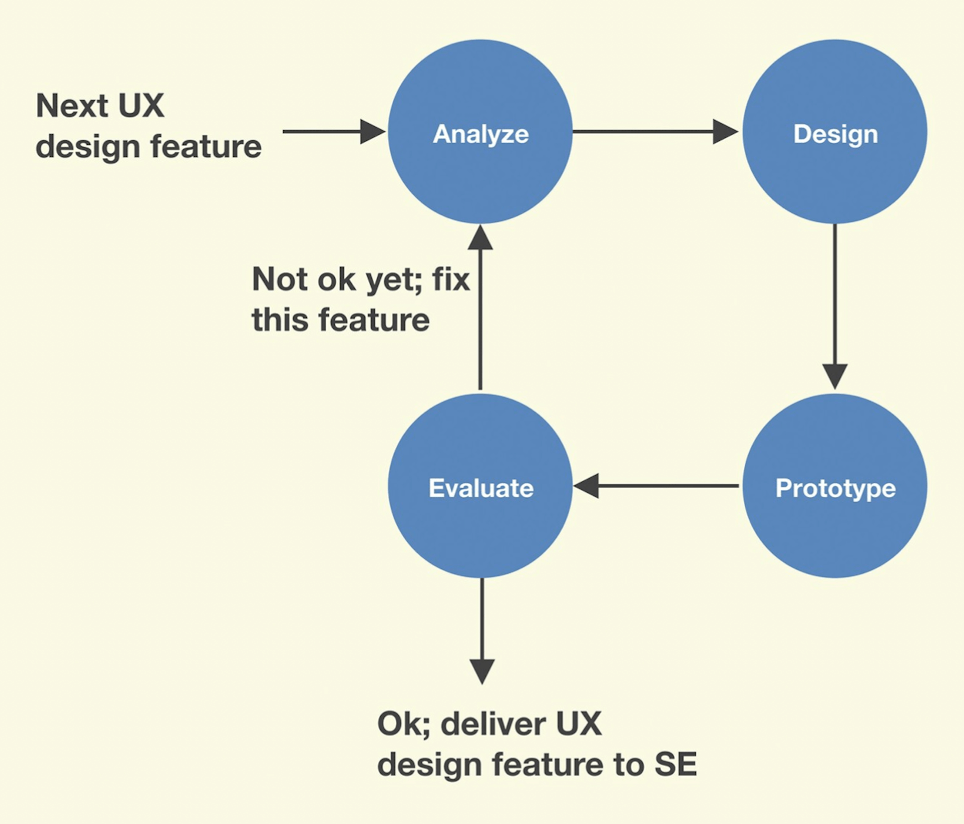 Next UX
design feature
Analyze
Design
Not ok yet; fix
this feature
Evaluate
Prototype
Ok; deliver UX
design feature to SE